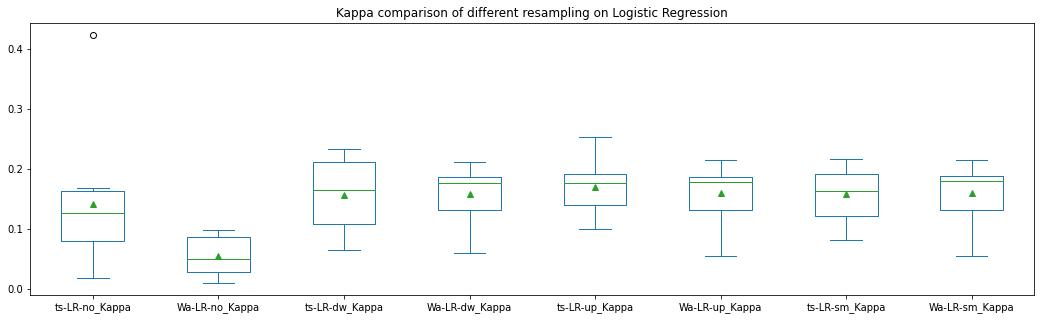 Kappa comparison of different resampling on Logistic Regression
0.4
0.3
0.2
0.1
0.0
ts-LR-no_Kappa Wa-LR-no_Kappa ts-LR-dw_Kappa Wa-LR-dw_Kappa ts-LR-up_Kappa Wa-LR-up_Kappa ts-LR-sm_Kappa Wa-LR-sm_Kappa